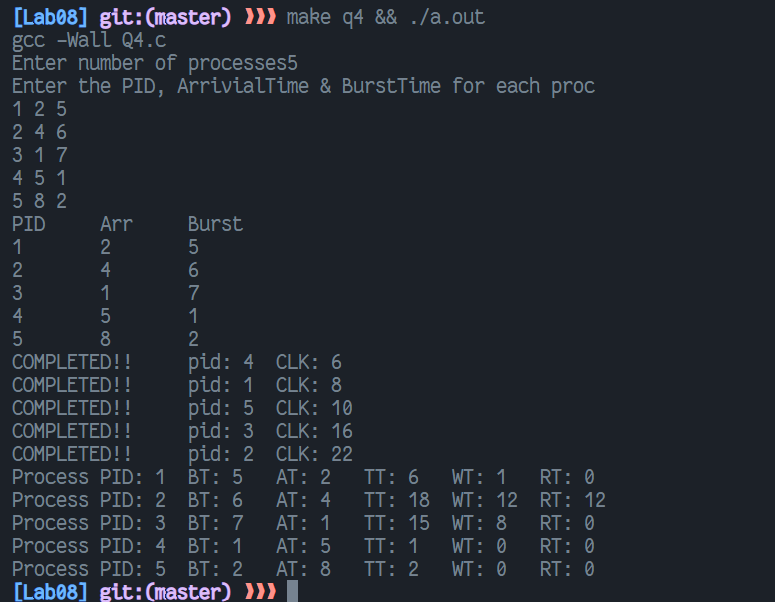 [Lab08] git:(master) ❫❫❫ make q4 && ./a.out
gcc -Wall Q4.c
Enter number of processes5
Enter the PID, ArrivialTime & BurstTime for each proc
1 2 5
2 4 6
3 1 7
4 5 1
5 8 2
PID Arr Burst
1 2 5
2 4 6
3 1 7
4 5 1
5 8 2
COMPLETED!! pid: 4 CLK: 6
COMPLETED!! pid: 1 CLK: 8
COMPLETED!! pid: 5 CLK: 10
COMPLETED!! pid: 3 CLK: 16
COMPLETED!! pid: 2 CLK: 22
Process PID: 1 BT: 5 AT: 2 TT: 6 WT: 1 RT: 0
Process PID: 2 BT: 6 AT: 4 TT: 18 WT: 12 RT: 12
Process PID: 3 BT: 7 AT: 1 TT: 15 WT: 8 RT: 0
Process PID: 4 BT: 1 AT: 5 TT: 1 WT: 0 RT: 0
Process PID: 5 BT: 2 AT: 8 TT: 2 WT: 0 RT: 0
[Lab08] git:(master) ❫❫❫